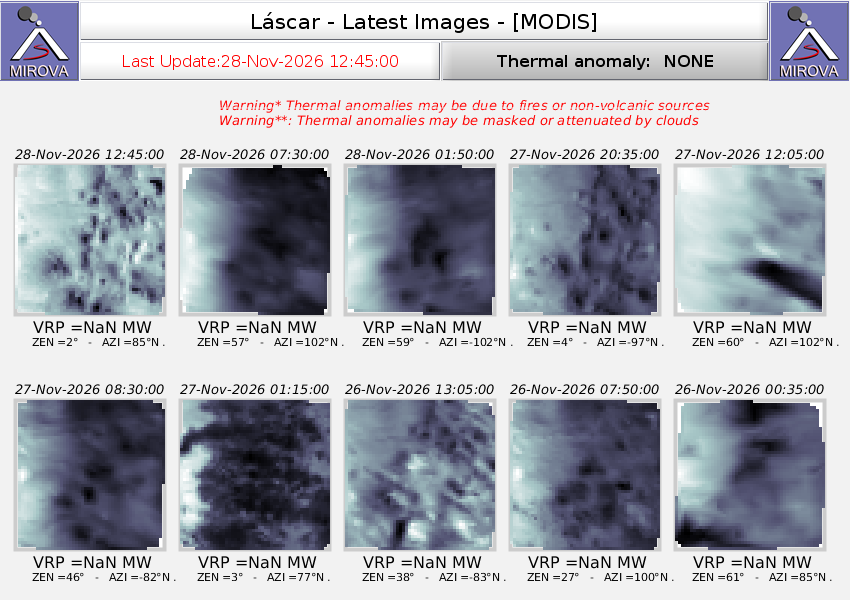 Láscar - Latest Images - [MODIS]
MIROVA
Last Update:28-Nov-2026 12:45:00
Thermal anomaly: NONE
MIROVA
Warning* Thermal anomalies may be due to fires or non-volcanic sources
Warning**: Thermal anomalies may be masked or attenuated by clouds
28-Nov-2026 12:45:00
28-Nov-2026 07:30:00
28-Nov-2026 01:50:00
27-Nov-2026 20:35:00
27-Nov-2026 12:05:00
VRP =NaN MW
VRP =NaN MW
VRP =NaN MW
VRP =NaN MW
VRP =NaN MW
ZEN =2° - AZI =85°N .
ZEN =57° - AZI =102°N .
ZEN =59° - AZI =-102°N .
ZEN =4° - AZI =-97°N .
ZEN =60° - AZI =102°N .
27-Nov-2026 08:30:00
27-Nov-2026 01:15:00
26-Nov-2026 13:05:00
26-Nov-2026 07:50:00
26-Nov-2026 00:35:00
VRP =NaN MW
VRP =NaN MW
VRP =NaN MW
VRP =NaN MW
VRP =NaN MW
ZEN =46° - AZI =-82°N .
ZEN =3° - AZI =77°N .
ZEN =38° - AZI =-83°N .
ZEN =27° - AZI =100°N .
ZEN =61° - AZI =85°N .